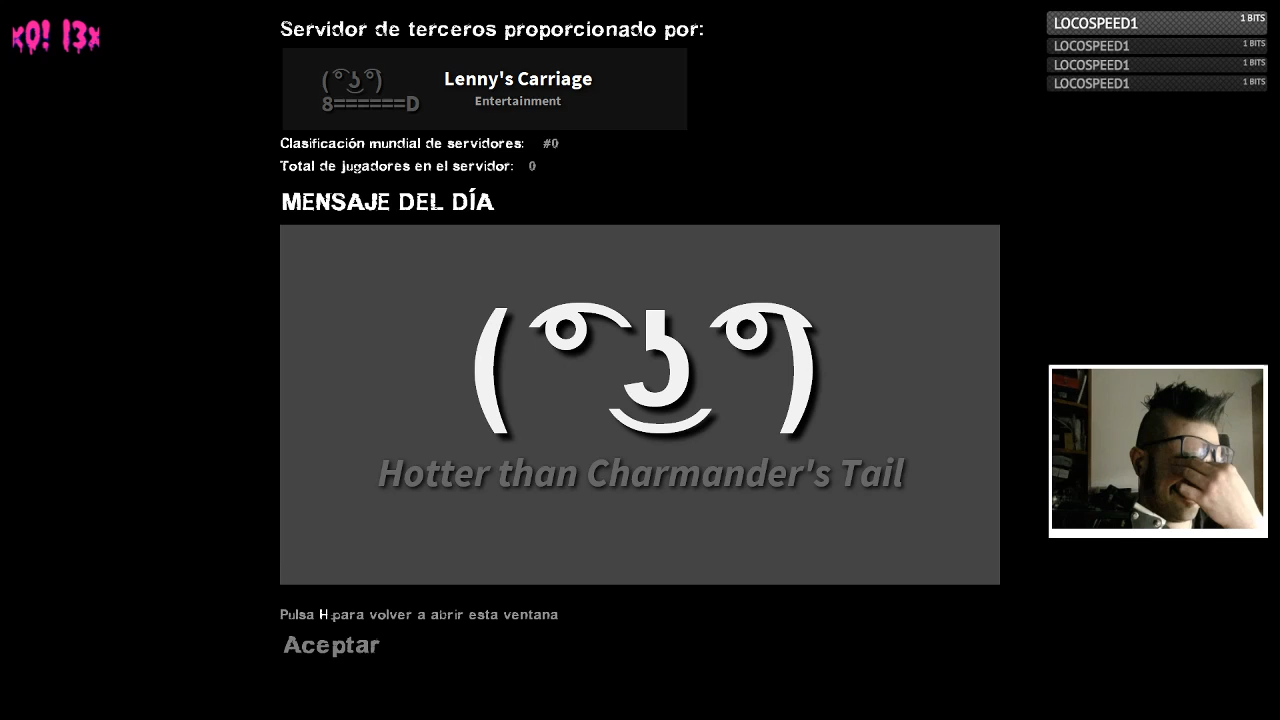 xQ! l3x
Servidor de terceros proporcionado por:
( ͡° ͜ʖ ͡°)
8======D
Lenny's Carriage
Entertainment
Clasificación mundial de servidores: #0
Total de jugadores en el servidor: 0
MENSAJE DEL DÍA
( ͡° ͜ʖ ͡°)
Hotter than Charmander's Tail
Pulsa H para volver a abrir esta ventana
Aceptar
LOCOSPEED1 1 BITS
LOCOSPEED1 1 BITS
LOCOSPEED1 1 BITS
LOCOSPEED1 1 BITS